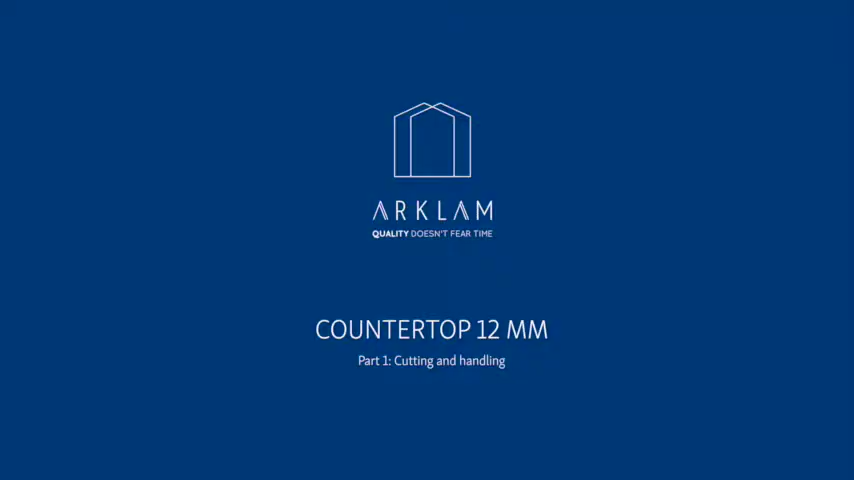 ARKLAM
QUALITY DOESN'T FEAR TIME
COUNTERTOP 12 MM
Part 1: Cutting and handling